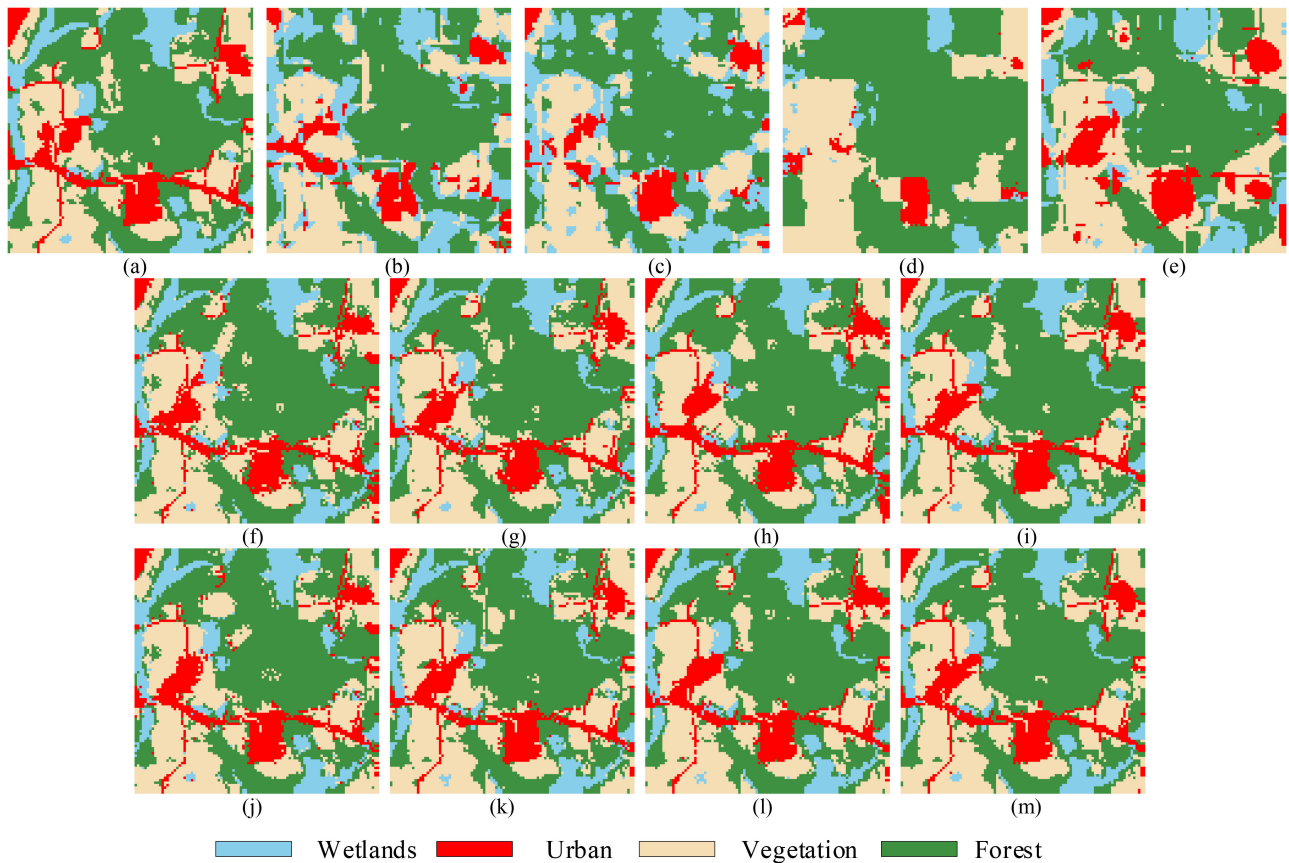 (a) (b) (c) (d) (e)
(f) (g) (h) (i)
(j) (k) (l) (m)
Wetlands Urban Vegetation Forest